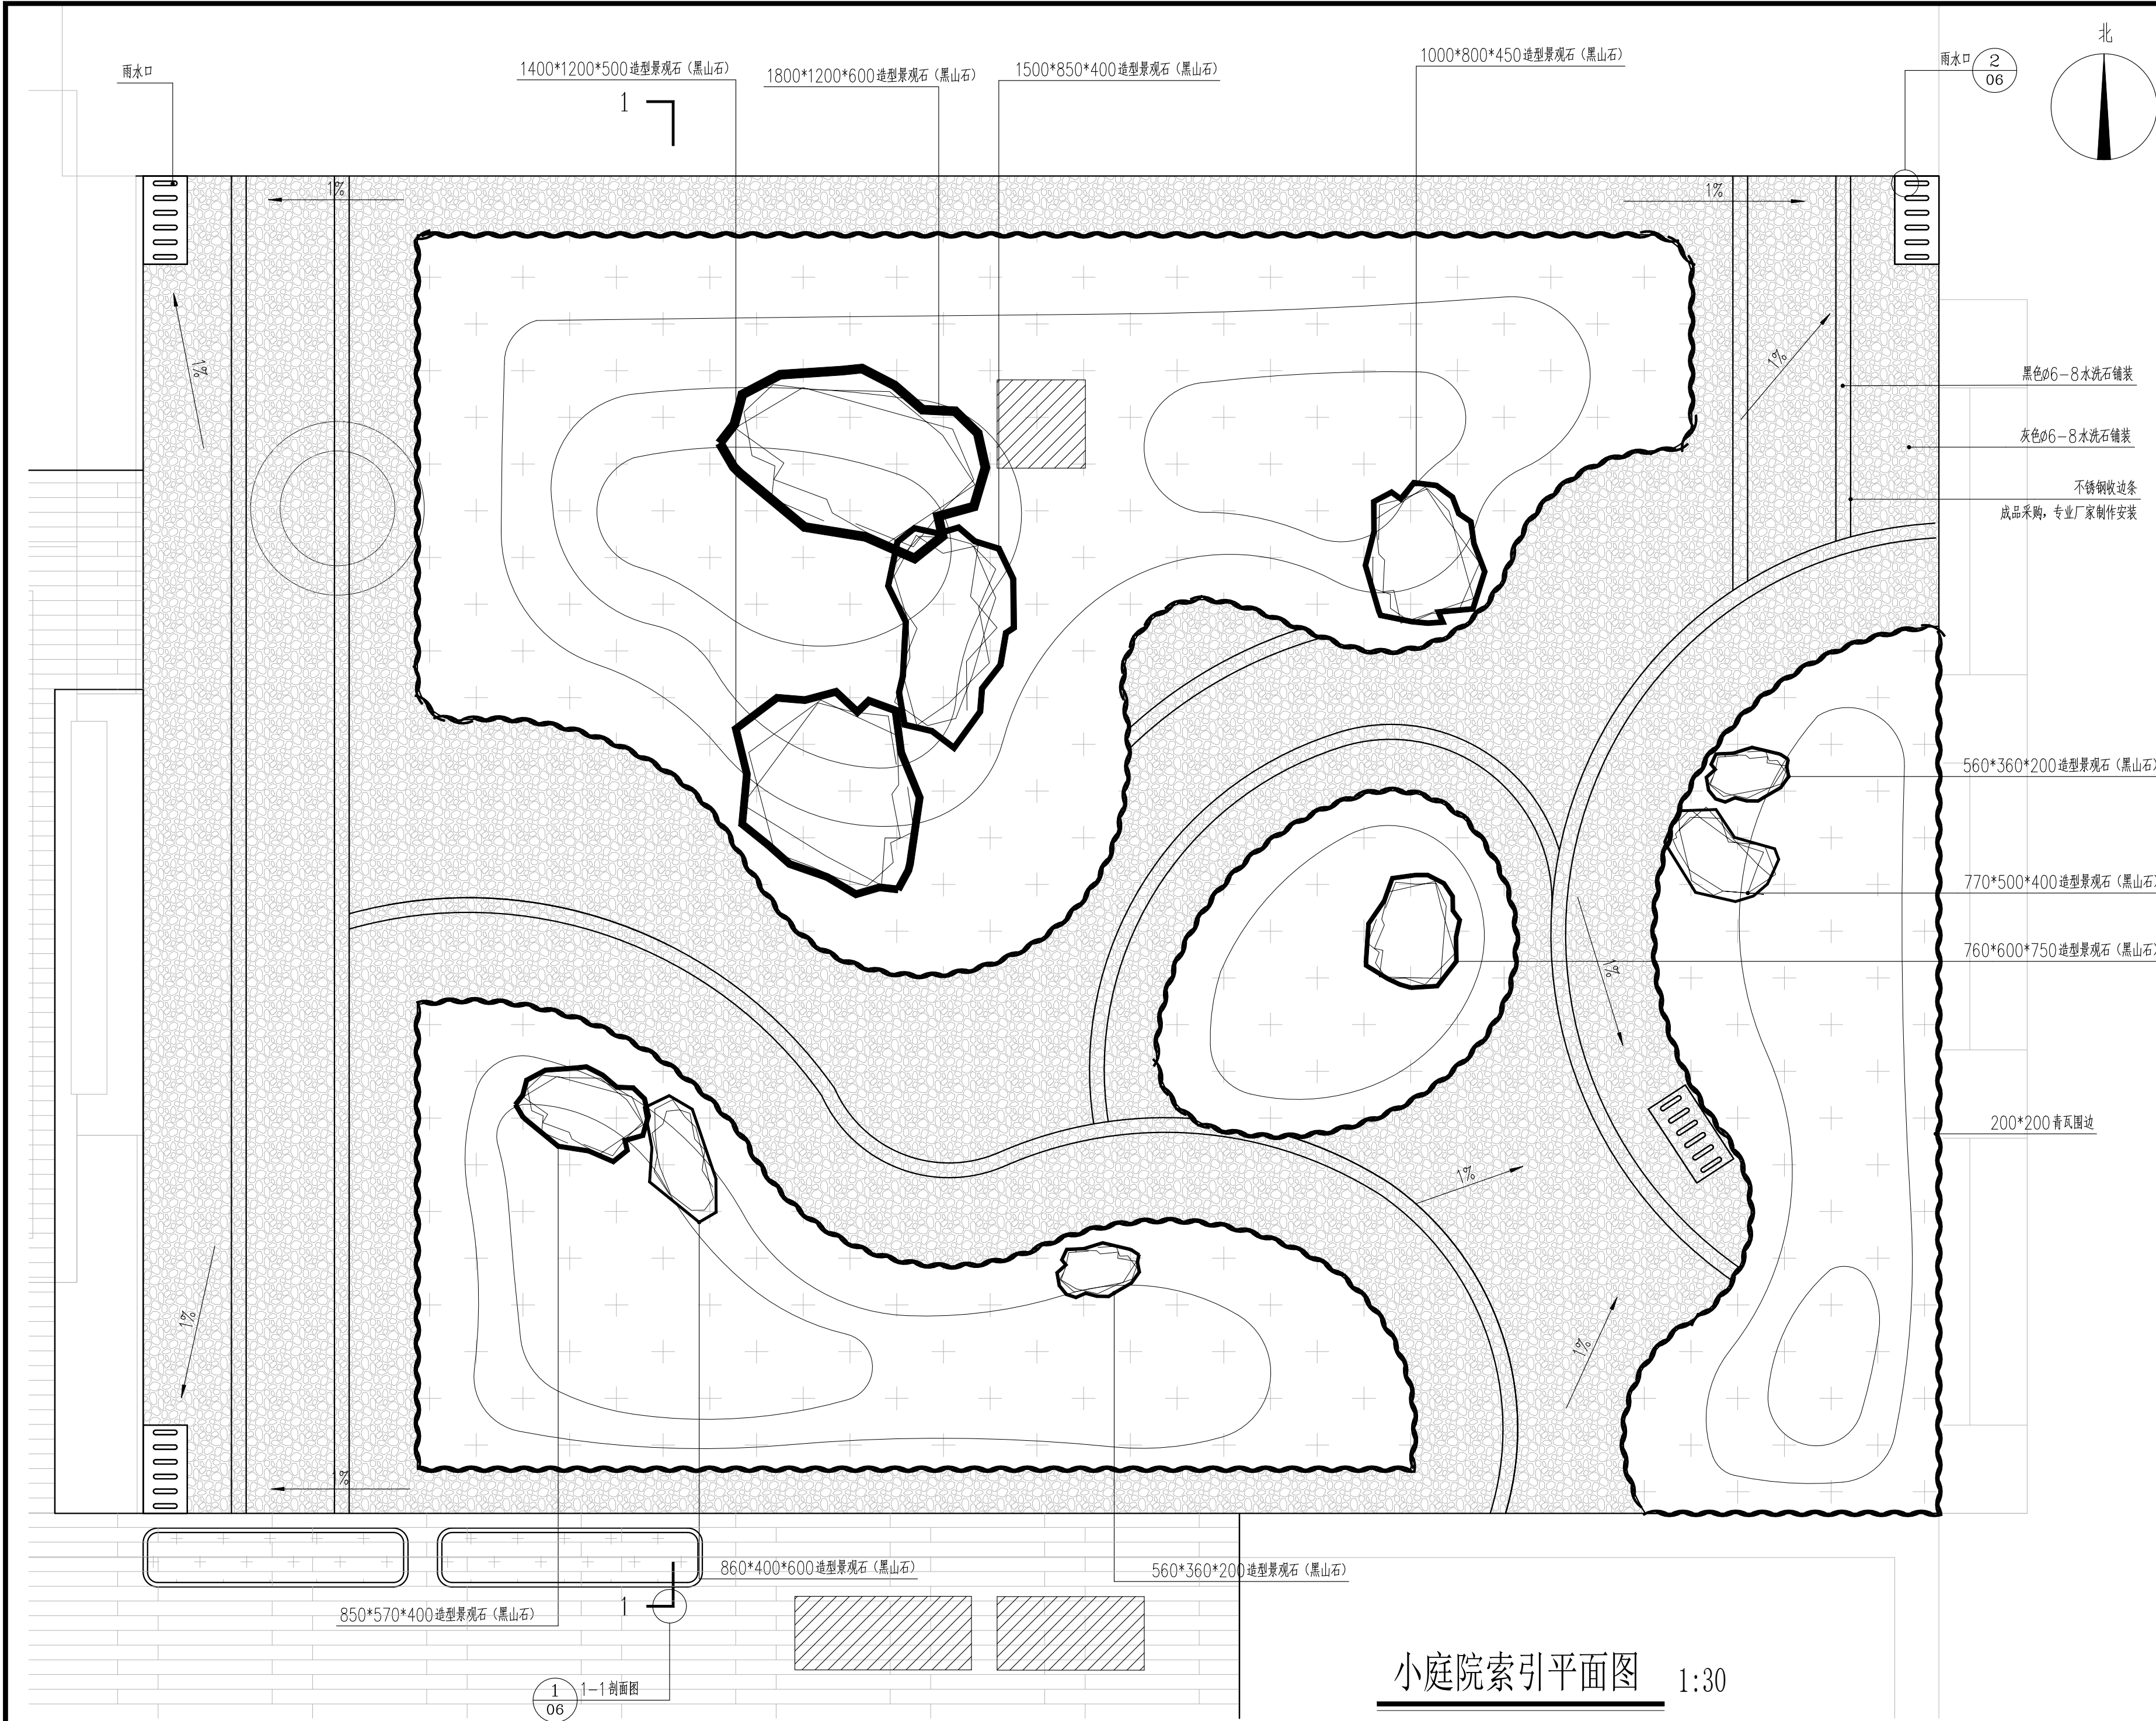 北
雨水口
1400*1200*500造型景观石（黑山石）
1800*1200*600造型景观石（黑山石）
1500*850*400造型景观石（黑山石）
1000*800*450造型景观石（黑山石）
雨水口
2
06
1
1%
1%
1%
1%
黑色ø6-8水洗石铺装
灰色ø6-8水洗石铺装
不锈钢收边条
成品采购，专业厂家制作安装
560*360*200造型景观石（黑山石）
770*500*400造型景观石（黑山石）
760*600*750造型景观石（黑山石）
1%
200*200青瓦围边
1%
1%
1%
1%
860*400*600造型景观石（黑山石）
560*360*200造型景观石（黑山石）
850*570*400造型景观石（黑山石）
1
1
06
1-1剖面图
小庭院索引平面图 1:30